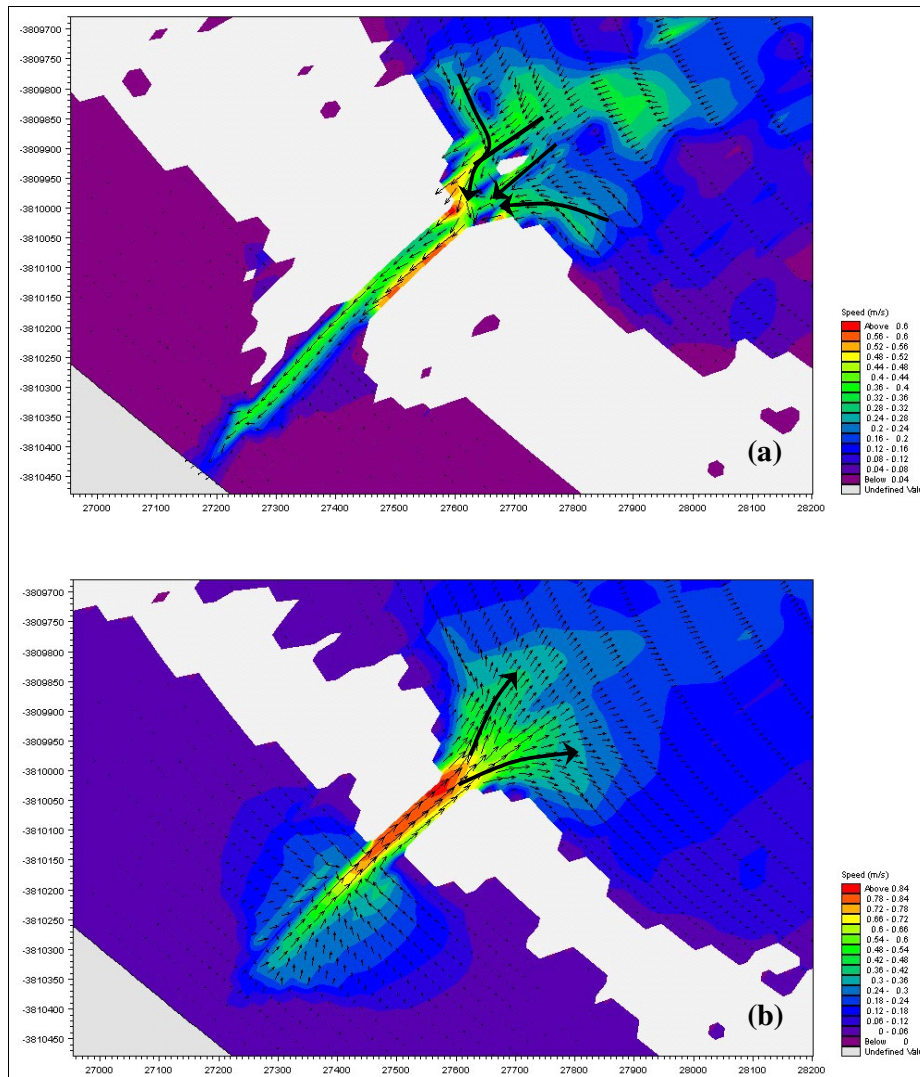 -3809700
-3809750
-3809800
-3809850
-3809900
-3809950
-3810000
-3810050
-3810100
-3810150
-3810200
-3810250
-3810300
-3810350
-3810400
-3810450
27000 27100 27200 27300 27400 27500 27600 27700 27800 27900 28000 28100 28200
(a)
Speed (m/s)
Above 0.6
0.56 - 0.6
0.52 - 0.56
0.48 - 0.52
0.44 - 0.48
0.4 - 0.44
0.36 - 0.4
0.32 - 0.36
0.28 - 0.32
0.24 - 0.28
0.2 - 0.24
0.16 - 0.2
0.12 - 0.16
0.08 - 0.12
0.04 - 0.08
Below 0.04
Undefined Valu
-3809700
-3809750
-3809800
-3809850
-3809900
-3809950
-3810000
-3810050
-3810100
-3810150
-3810200
-3810250
-3810300
-3810350
-3810400
-3810450
27000 27100 27200 27300 27400 27500 27600 27700 27800 27900 28000 28100 28200
(b)
Speed (m/s)
Above 0.84
0.78 - 0.84
0.72 - 0.78
0.66 - 0.72
0.6 - 0.66
0.54 - 0.6
0.48 - 0.54
0.42 - 0.48
0.36 - 0.42
0.3 - 0.36
0.24 - 0.3
0.18 - 0.24
0.12 - 0.18
0.06 - 0.12
0 - 0.06
Below 0
Undefined Valu